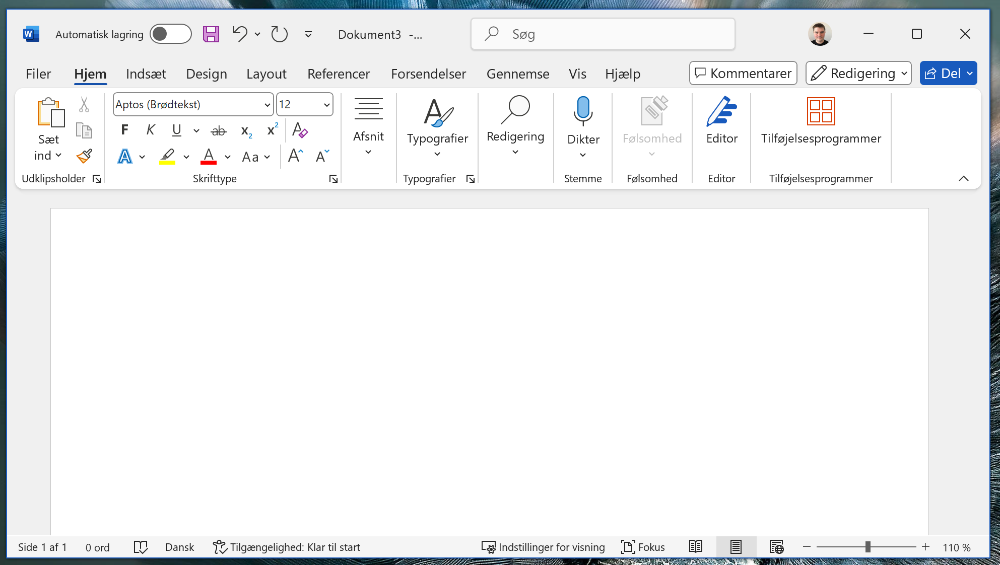 Automatisk lagring
Dokument3 -...
Søg
Filer
Hjem
Indsæt
Design
Layout
Referencer
Forsendelser
Gennemse
Vis
Hjælp
Kommentarer
Redigering
Del
Sæt
ind
Udklipsholder
Aptos (Brødtekst)
12
F K U ab x2 x2 A
A A Aa A A
Skrifttype
Afsnit
Typografier
Typografier
Redigering
Dikter
Stemme
Følsomhed
Følsomhed
Editor
Editor
Tilføjelsesprogrammer
Tilføjelsesprogrammer
Side 1 af 1
0 ord
Dansk
Tilgængelighed: Klar til start
Indstillinger for visning
Fokus
110 %